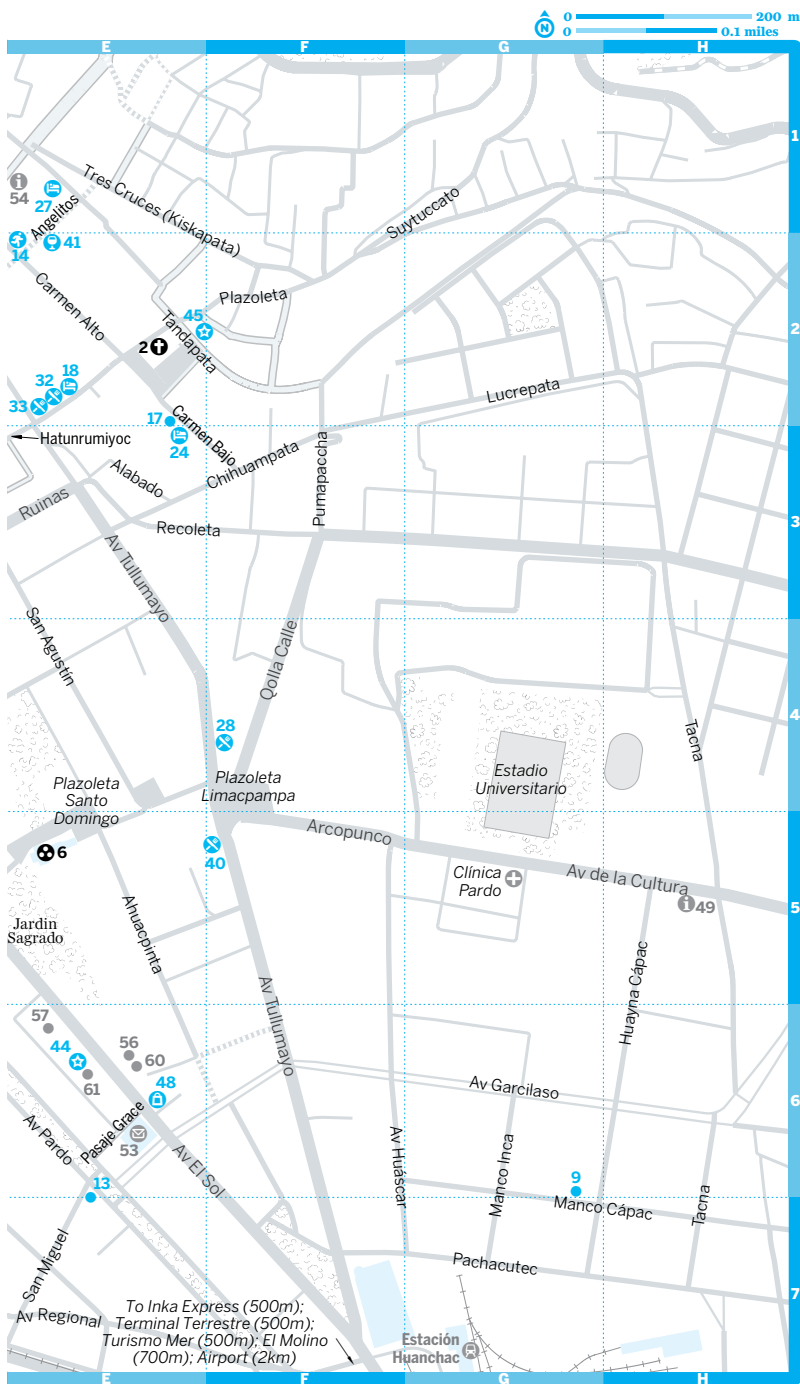 0 200 m
N
0 0.1 miles
E F G H
1
54
27
Tres Cruces (Kiskapata)
Angelitos
Suytuccato
14
41
Carmen Alto
Plazoleta
45
Tandapata
2
2
18
32
33
17
Carmen Bajo
24
Lucrepata
Hatunrumiyoc
Alabado
Chihuampata
Pumapaccha
Ruinas
Recoleta
3
Av Tullumayo
San Agustín
Qolla Calle
4
Tacna
28
Plazoleta
Limacpampa
Estadio
Universitario
Plazoleta
Santo
Domingo
6
40
Arcopunco
Clínica
Pardo
Av de la Cultura
49
5
Jardin
Sagrado
Ahuacpinta
Av Tullumayo
Huayna Cápac
57
56
60
44
61
48
Av Garcilaso
6
Pasaje Grace
Av Pardo
53
Av El Sol
13
Av Huáscar
Manco Inca
9
Manco Cápac
Tacna
San Miguel
Pachacutec
7
Av Regional
To Inka Express (500m);
Terminal Terrestre (500m);
Turismo Mer (500m); El Molino
(700m); Airport (2km)
Estación
Huanchac
E F G H